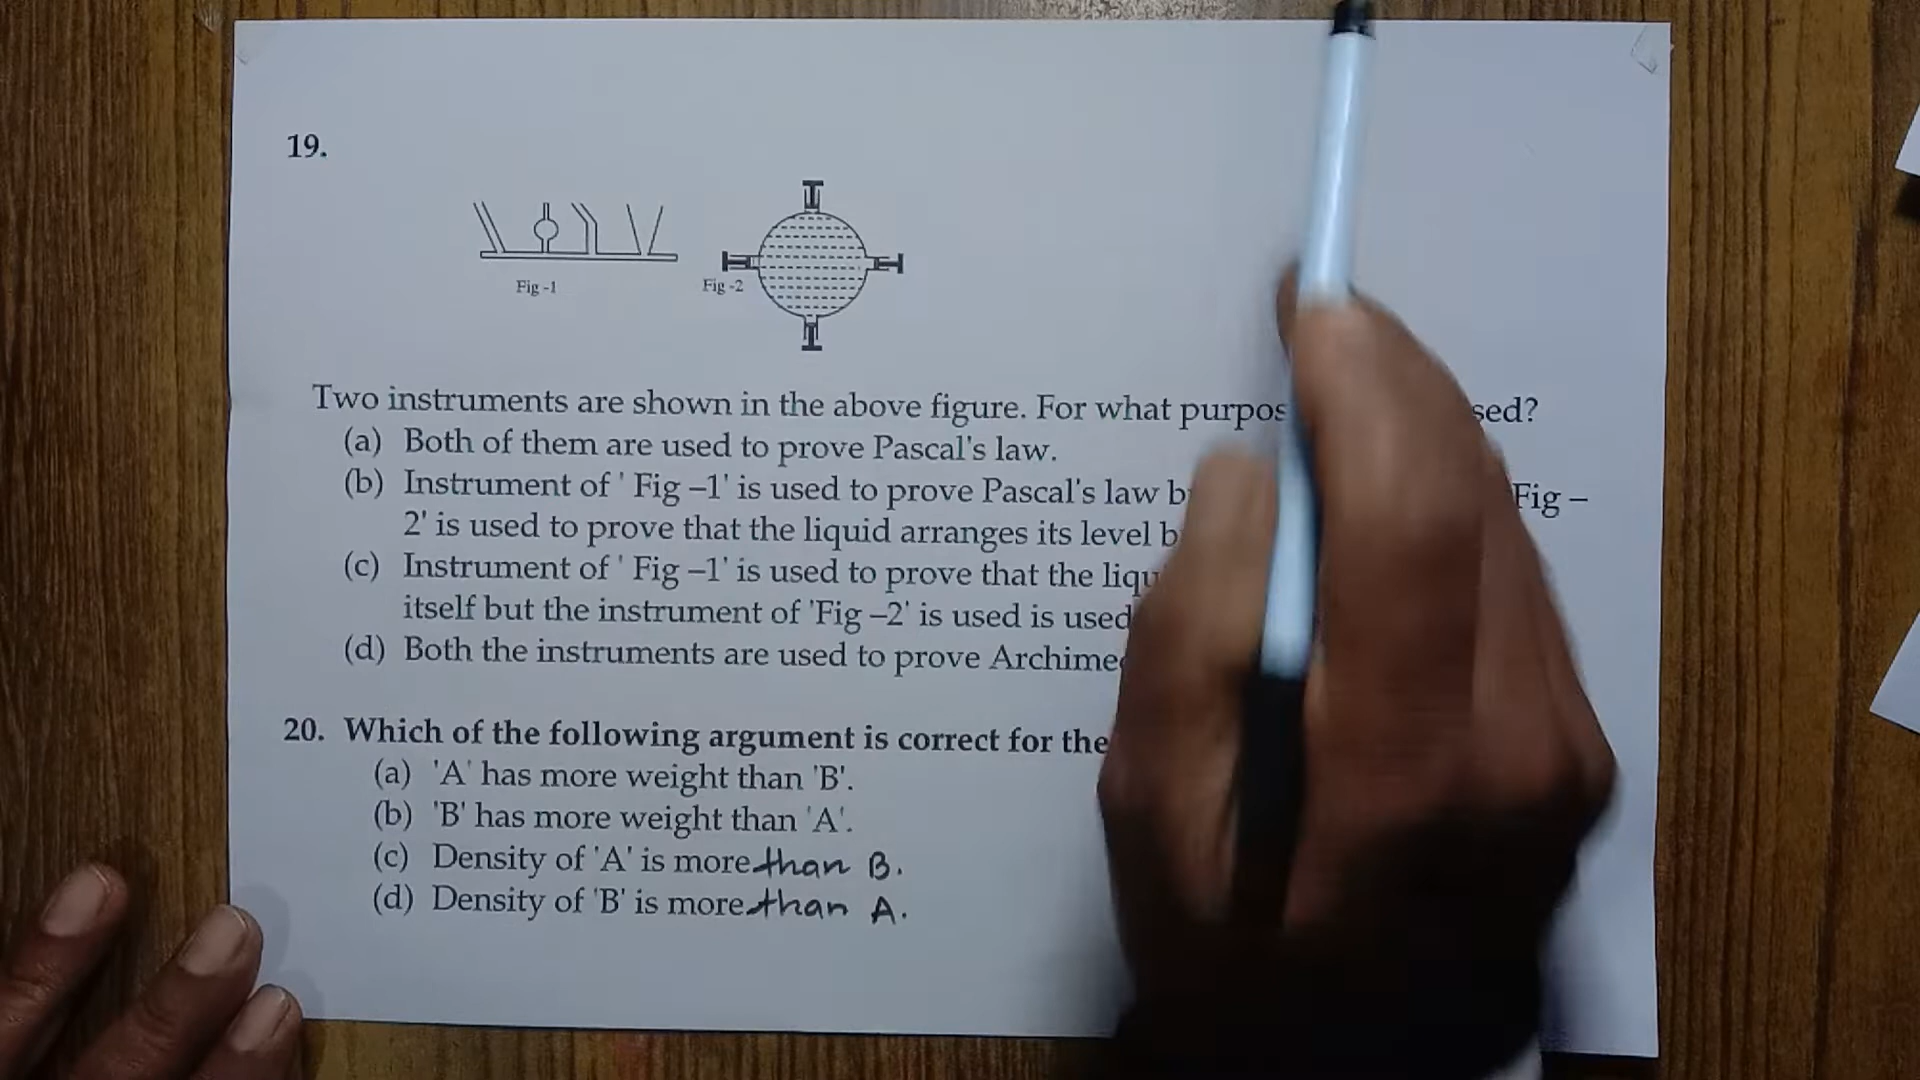 19.
Fig -1
Fig -2
Two instruments are shown in the above figure. For what
(a) Both of them are used to prove Pascal's law.
(b) Instrument of ' Fig –1' is used to prove Pascal's law Fig –
2' is used to prove that the liquid arranges its level
(c) Instrument of ' Fig –1' is used to prove that the
itself but the instrument of 'Fig –2' is used is used
(d) Both the instruments are used to prove
20. Which of the following argument is correct for the
(a) 'A' has more weight than 'B'.
(b) 'B' has more weight than 'A'.
(c) Density of 'A' is more than B.
(d) Density of 'B' is more than A.